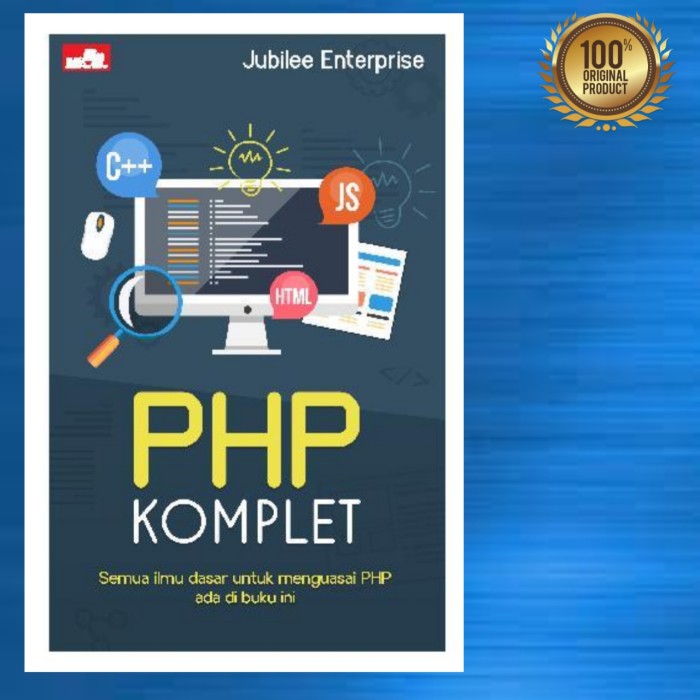 Jubilee Enterprise
100%
ORIGINAL
PRODUCT
C++
JS
HTML
</>
PHP
KOMPLET
Semua ilmu dasar untuk menguasai PHP
ada di buku ini